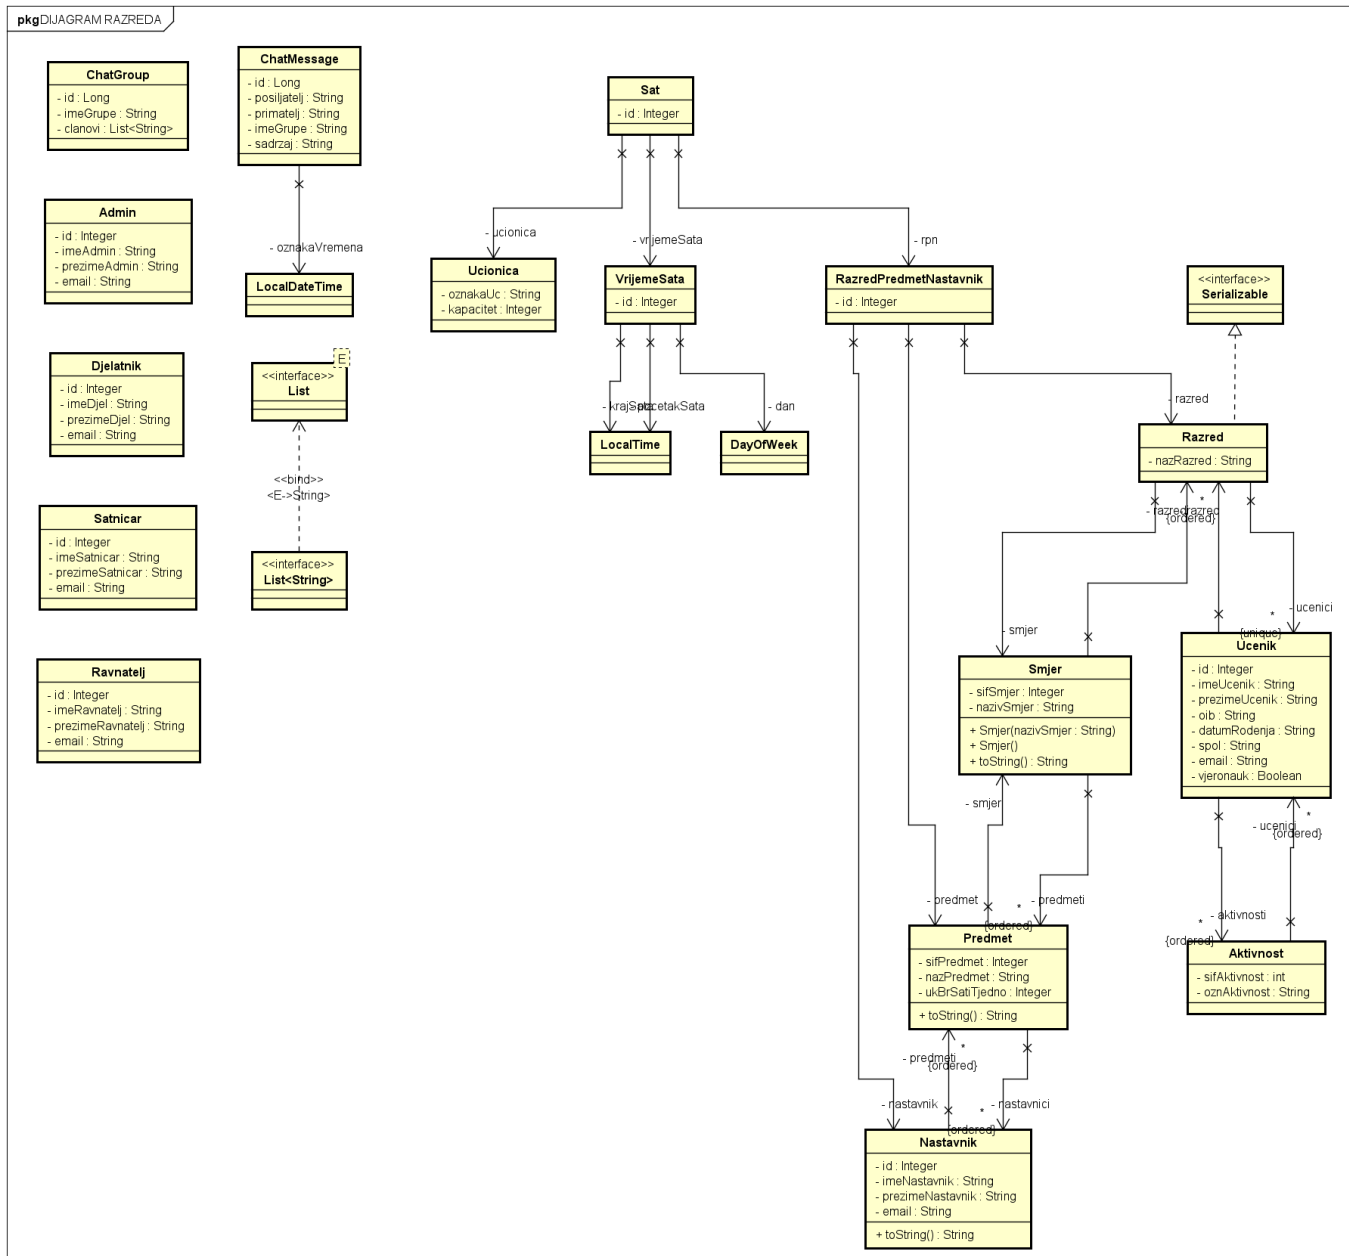 pkg DIJAGRAM RAZREDA
ChatGroup
- id : Long
- imeGrupe : String
- clanovi : List<String>
ChatMessage
- id : Long
- posiljatelj : String
- primatelj : String
- imeGrupe : String
- sadrzaj : String
- oznakaVremena
LocalDateTime
Admin
- id : Integer
- imeAdmin : String
- prezimeAdmin : String
- email : String
Djelatnik
- id : Integer
- imeDjel : String
- prezimeDjel : String
- email : String
E
<<interface>>
List
<<bind>>
<E->String>
<<interface>>
List<String>
Satnicar
- id : Integer
- imeSatnicar : String
- prezimeSatnicar : String
- email : String
Ravnatelj
- id : Integer
- imeRavnatelj : String
- prezimeRavnatelj : String
- email : String
Sat
- id : Integer
- ucionica
- vrijemeSata
- rpn
Ucionica
- oznakaUc : String
- kapacitet : Integer
VrijemeSata
- id : Integer
RazredPredmetNastavnik
- id : Integer
<<interface>>
Serializable
- krajSata
- pocetakSata
- dan
LocalTime
DayOfWeek
- razred
Razred
- nazRazred : String
- razred
- razred
*
{ordered}
- smjer
- ucenici
*
{unique}
Smjer
- sifSmjer : Integer
- nazivSmjer : String
+ Smjer(nazivSmjer : String)
+ Smjer()
+ toString() : String
Ucenik
- id : Integer
- imeUcenik : String
- prezimeUcenik : String
- oib : String
- datumRodenja : String
- spol : String
- email : String
- vjeronauk : Boolean
- smjer
- ucenici
*
{ordered}
- predmet
*
{ordered}
- predmeti
- aktivnosti
*
{ordered}
Predmet
- sifPredmet : Integer
- nazPredmet : String
- ukBrSatiTjedno : Integer
+ toString() : String
Aktivnost
- sifAktivnost : int
- oznAktivnost : String
- predmeti
*
{ordered}
- nastavnik
*
{ordered}
- nastavnici
Nastavnik
- id : Integer
- imeNastavnik : String
- prezimeNastavnik : String
- email : String
+ toString() : String